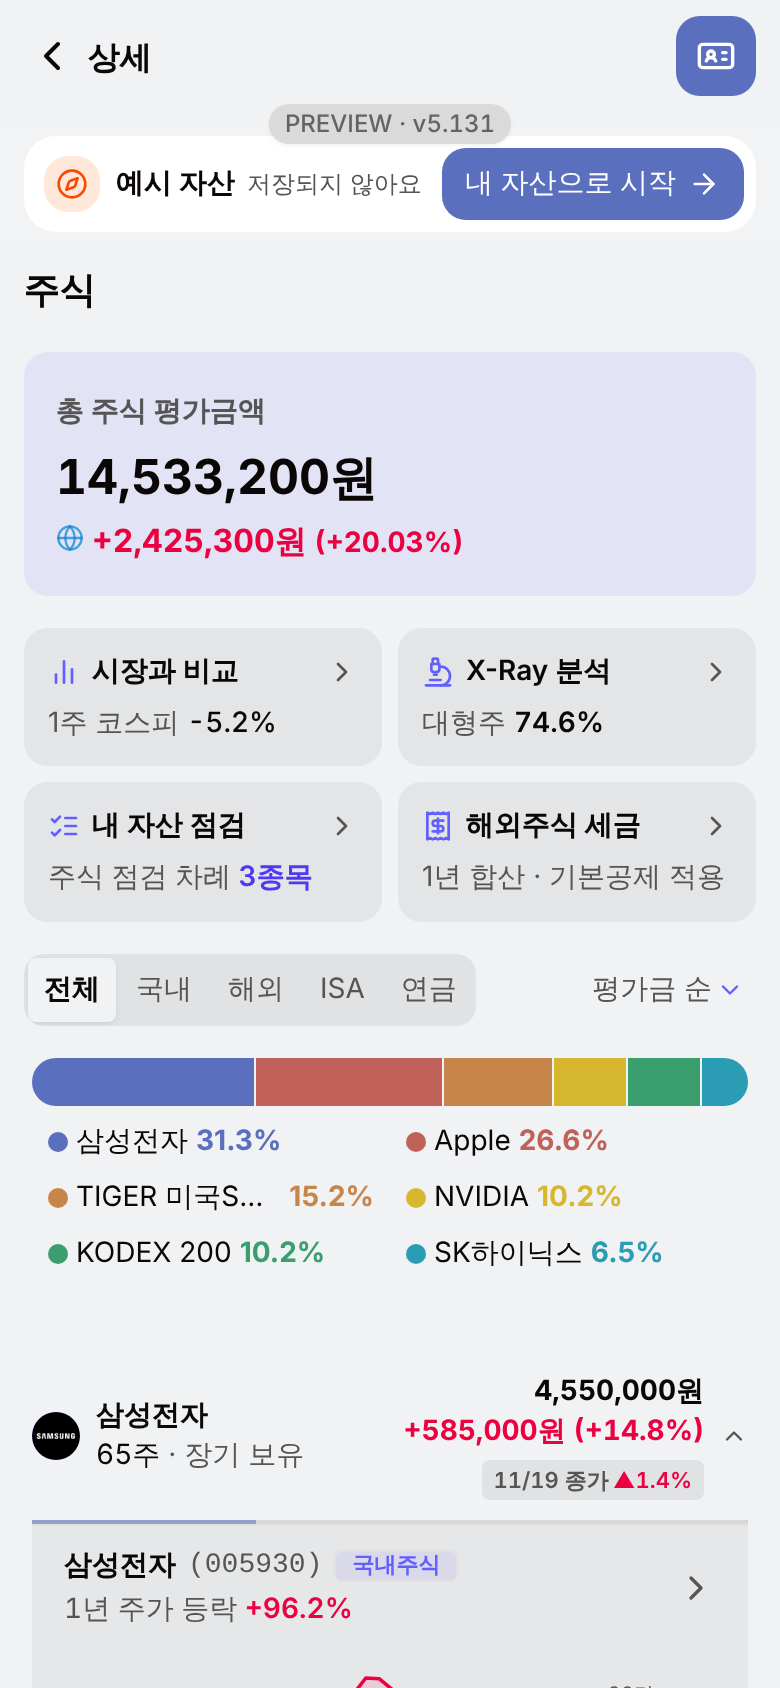 상세
PREVIEW · v5.131
예시 자산 저장되지 않아요 내 자산으로 시작 →
주식
총 주식 평가금액
14,533,200원
+2,425,300원 (+20.03%)
시장과 비교
1주 코스피 -5.2%
X-Ray 분석
대형주 74.6%
내 자산 점검
주식 점검 차례 3종목
해외주식 세금
1년 합산 · 기본공제 적용
전체 국내 해외 ISA 연금 평가금 순
삼성전자 31.3% Apple 26.6%
TIGER 미국S... 15.2% NVIDIA 10.2%
KODEX 200 10.2% SK하이닉스 6.5%
SAMSUNG
삼성전자
65주 · 장기 보유
4,550,000원
+585,000원 (+14.8%)
11/19 종가 ▲1.4%
삼성전자 (005930) 국내주식
1년 주가 등락 +96.2%